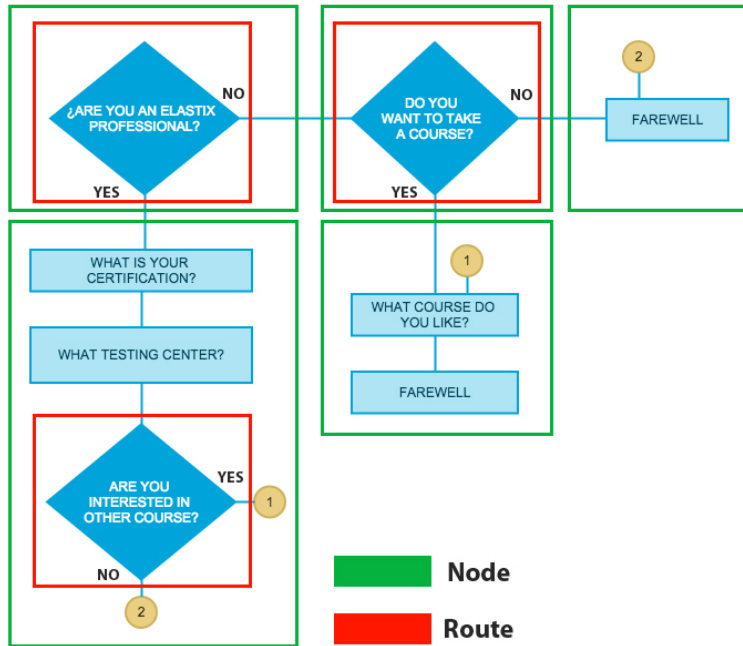 ¿ARE YOU AN ELASTIX
PROFESSIONAL?
NO
YES
DO YOU
WANT TO TAKE
A COURSE?
NO
YES
2
FAREWELL
WHAT IS YOUR
CERTIFICATION?
WHAT TESTING CENTER?
ARE YOU
INTERESTED IN
OTHER COURSE?
YES
1
NO
2
1
WHAT COURSE DO
YOU LIKE?
FAREWELL
Node
Route